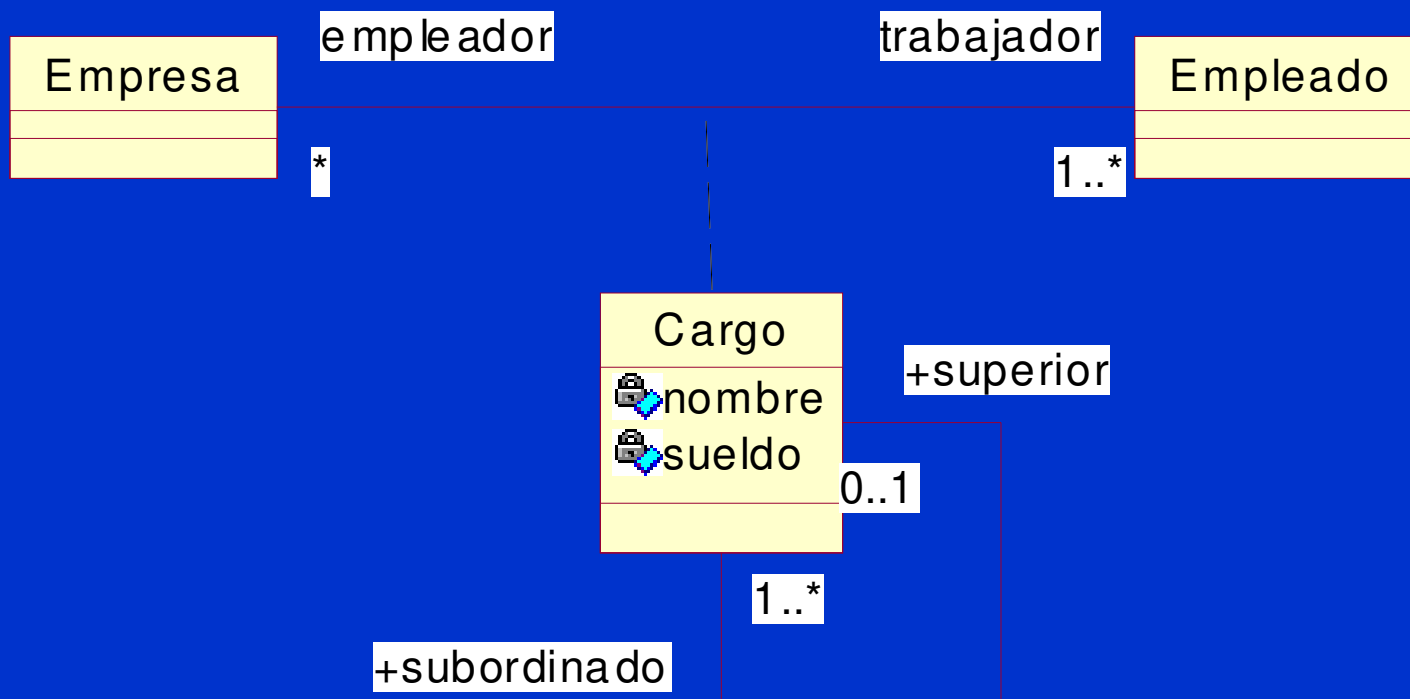 empleador
trabajador
Empresa
Empleado
*
1..*
Cargo
+superior
nombre
sueldo
0..1
1..*
+subordinado